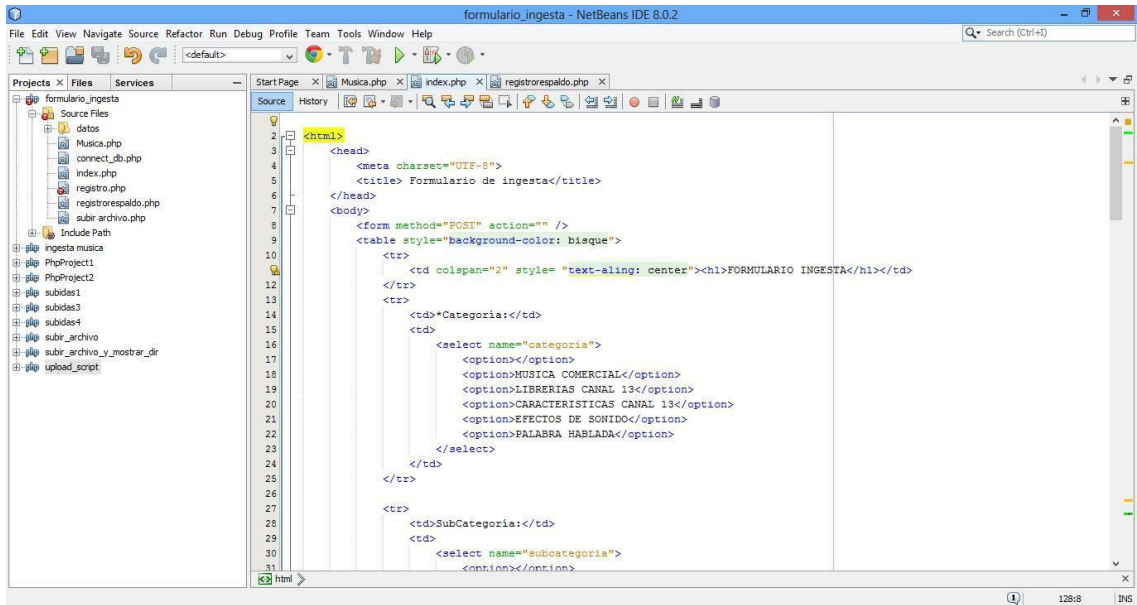 formulario_ingesta - NetBeans IDE 8.0.2
File Edit View Navigate Source Refactor Run Debug Profile Team Tools Window Help
Search (Ctrl+I)
<default>
Projects × Files Services
Start Page × Musica.php × index.php × registrorespaldo.php ×
Source History
formulario_ingesta
Source Files
datos
Musica.php
connect_db.php
index.php
registro.php
registrorespaldo.php
subir archivo.php
Include Path
ingesta musica
PhpProject1
PhpProject2
subidas1
subidas3
subidas4
subir_archivo
subir_archivo_y_mostrar_dir
upload_script
2 <html>
3 <head>
4 <meta charset="UTF-8">
5 <title> Formulario de ingesta</title>
6 </head>
7 <body>
8 <form method="POST" action="" />
9 <table style="background-color: bisque">
10 <tr>
<td colspan="2" style= "text-aling: center"><h1>FORMULARIO INGESTA</h1></td>
12 </tr>
13 <tr>
14 <td>*Categoría:</td>
15 <td>
16 <select name="categoria">
17 <option></option>
18 <option>MUSICA COMERCIAL</option>
19 <option>LIBRERIAS CANAL 13</option>
20 <option>CARACTERISTICAS CANAL 13</option>
21 <option>EFECTOS DE SONIDO</option>
22 <option>PALABRA HABLADA</option>
23 </select>
24 </td>
25 </tr>
26
27 <tr>
28 <td>SubCategoría:</td>
29 <td>
30 <select name="subcategoria">
31 <option></option>
html
128:8 INS